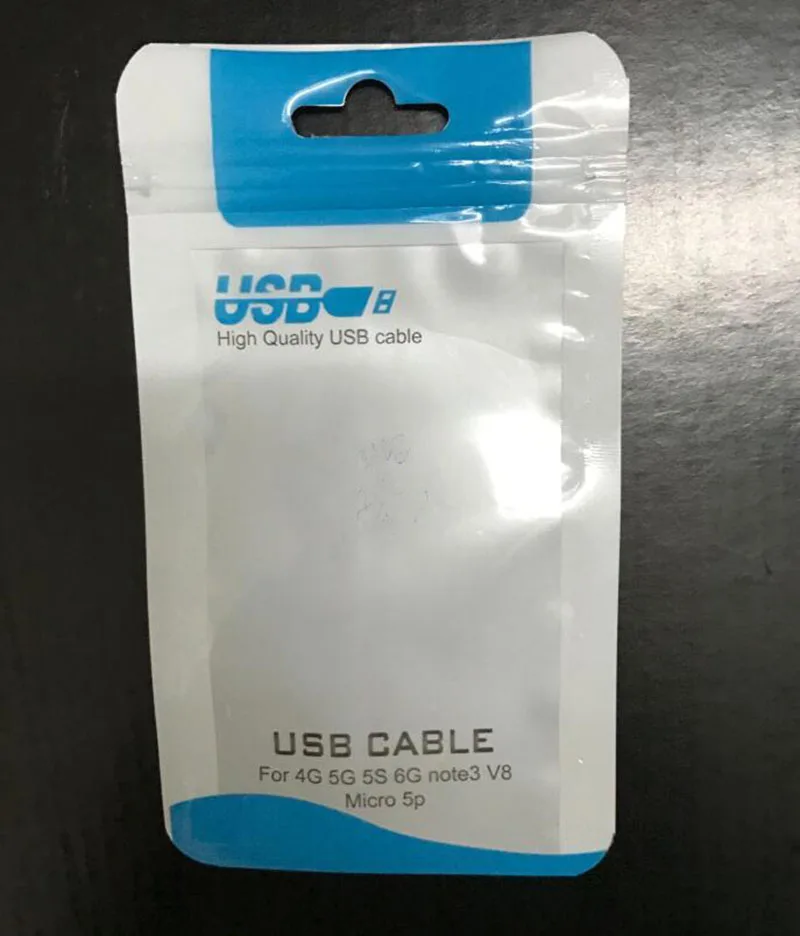 USB
High Quality USB cable
USB CABLE
For 4G 5G 5S 6G note3 V8
Micro 5p